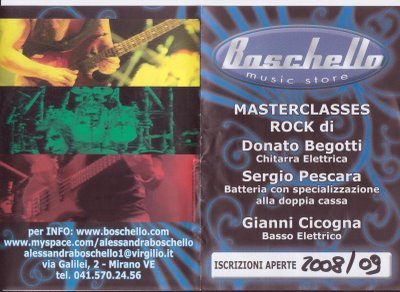 Boschello
music store
MASTERCLASSES
ROCK di
Donato Begotti
Chitarra Elettrica
Sergio Pescara
Batteria con specializzazione
alla doppia cassa
Gianni Cicogna
Basso Elettrico
ISCRIZIONI APERTE 2008/09
per INFO: www.boschello.com
www.myspace.com/alessandraboschello
alessandraboschello1@virgilio.it
via Galilei, 2 - Mirano VE
tel. 041.570.24.56